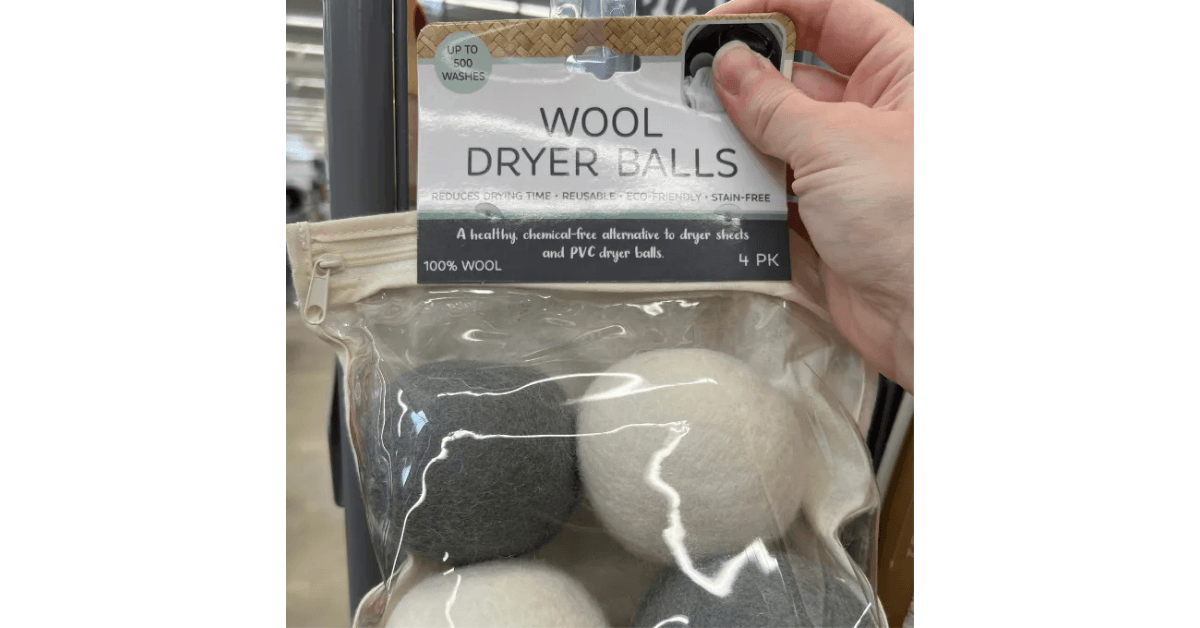 UP TO
500
WASHES
WOOL
DRYER BALLS
REDUCES DRYING TIME • REUSABLE • ECO-FRIENDLY • STAIN-FREE
A healthy, chemical-free alternative to dryer sheets
and PVC dryer balls.
100% WOOL
4 PK